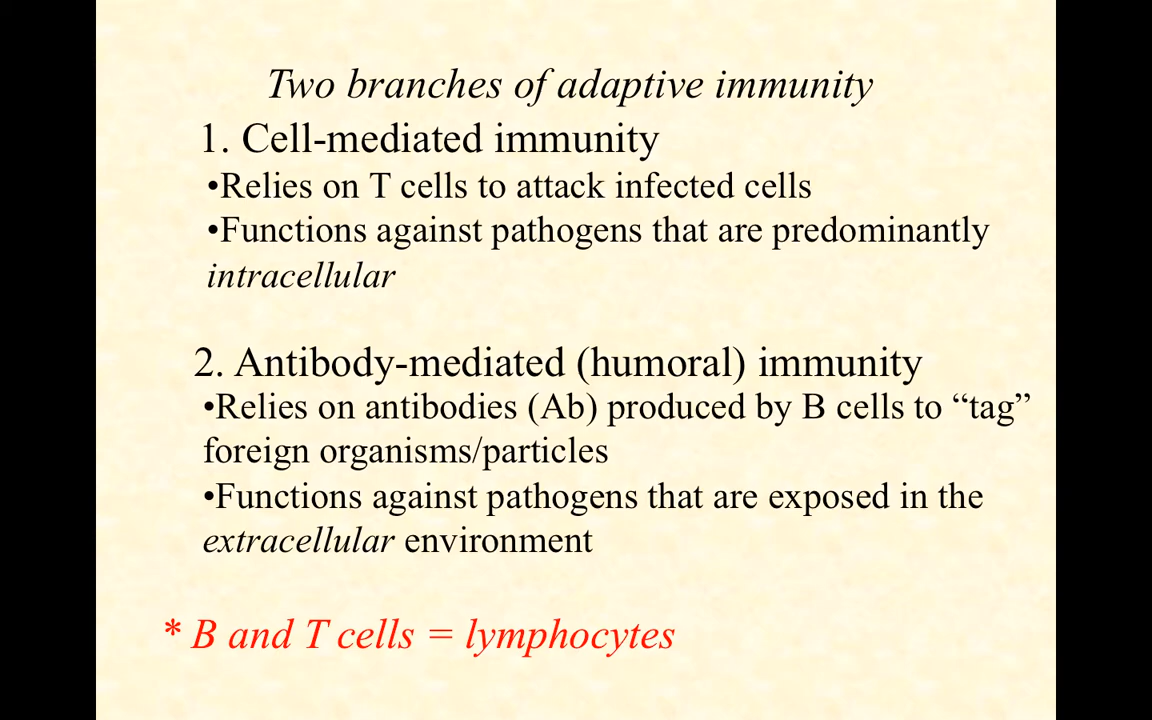 Two branches of adaptive immunity
1. Cell-mediated immunity
•Relies on T cells to attack infected cells
•Functions against pathogens that are predominantly
intracellular
2. Antibody-mediated (humoral) immunity
•Relies on antibodies (Ab) produced by B cells to “tag”
foreign organisms/particles
•Functions against pathogens that are exposed in the
extracellular environment
* B and T cells = lymphocytes